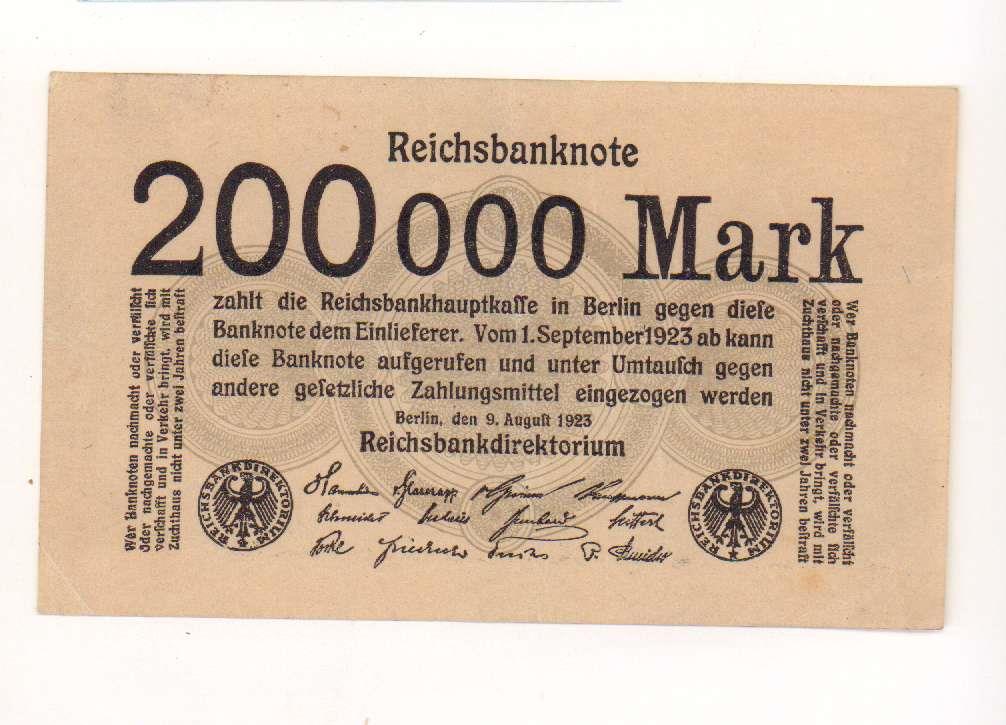 Reichsbanknote
200000 Mark
zahlt die Reichsbankhauptkaſſe in Berlin gegen dieſe
Banknote dem Einlieferer. Vom 1. September 1923 ab kann
dieſe Banknote aufgerufen und unter Umtauſch gegen
andere geſetzliche Zahlungsmittel eingezogen werden
Berlin, den 9. Auguſt 1923
Reichsbankdirektorium
Wer Banknoten nachmacht oder verfälſcht
oder nachgemachte oder verfälſchte ſich
verſchafft und in Verkehr bringt, wird mit
Zuchthaus nicht unter zwei Jahren beſtraft
Wer Banknoten nachmacht oder verfälſcht
oder nachgemachte oder verfälſchte ſich
verſchafft und in Verkehr bringt, wird mit
Zuchthaus nicht unter zwei Jahren beſtraft
REICHSBANKDIREKTORIUM
REICHSBANKDIREKTORIUM
Schneider
Friedrich
P. Schneider